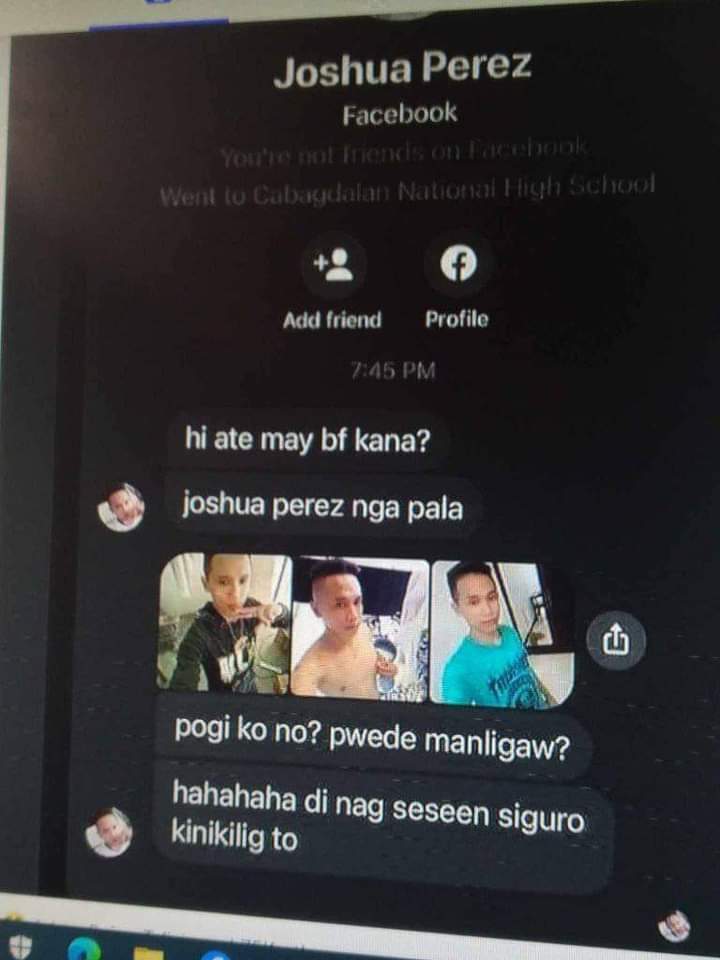 Joshua Perez
Facebook
You're not friends on Facebook
Went to Cabagdalan National High School
Add friend
Profile
7:45 PM
hi ate may bf kana?
joshua perez nga pala
pogi ko no? pwede manligaw?
hahahaha di nag seseen siguro
kinikilig to